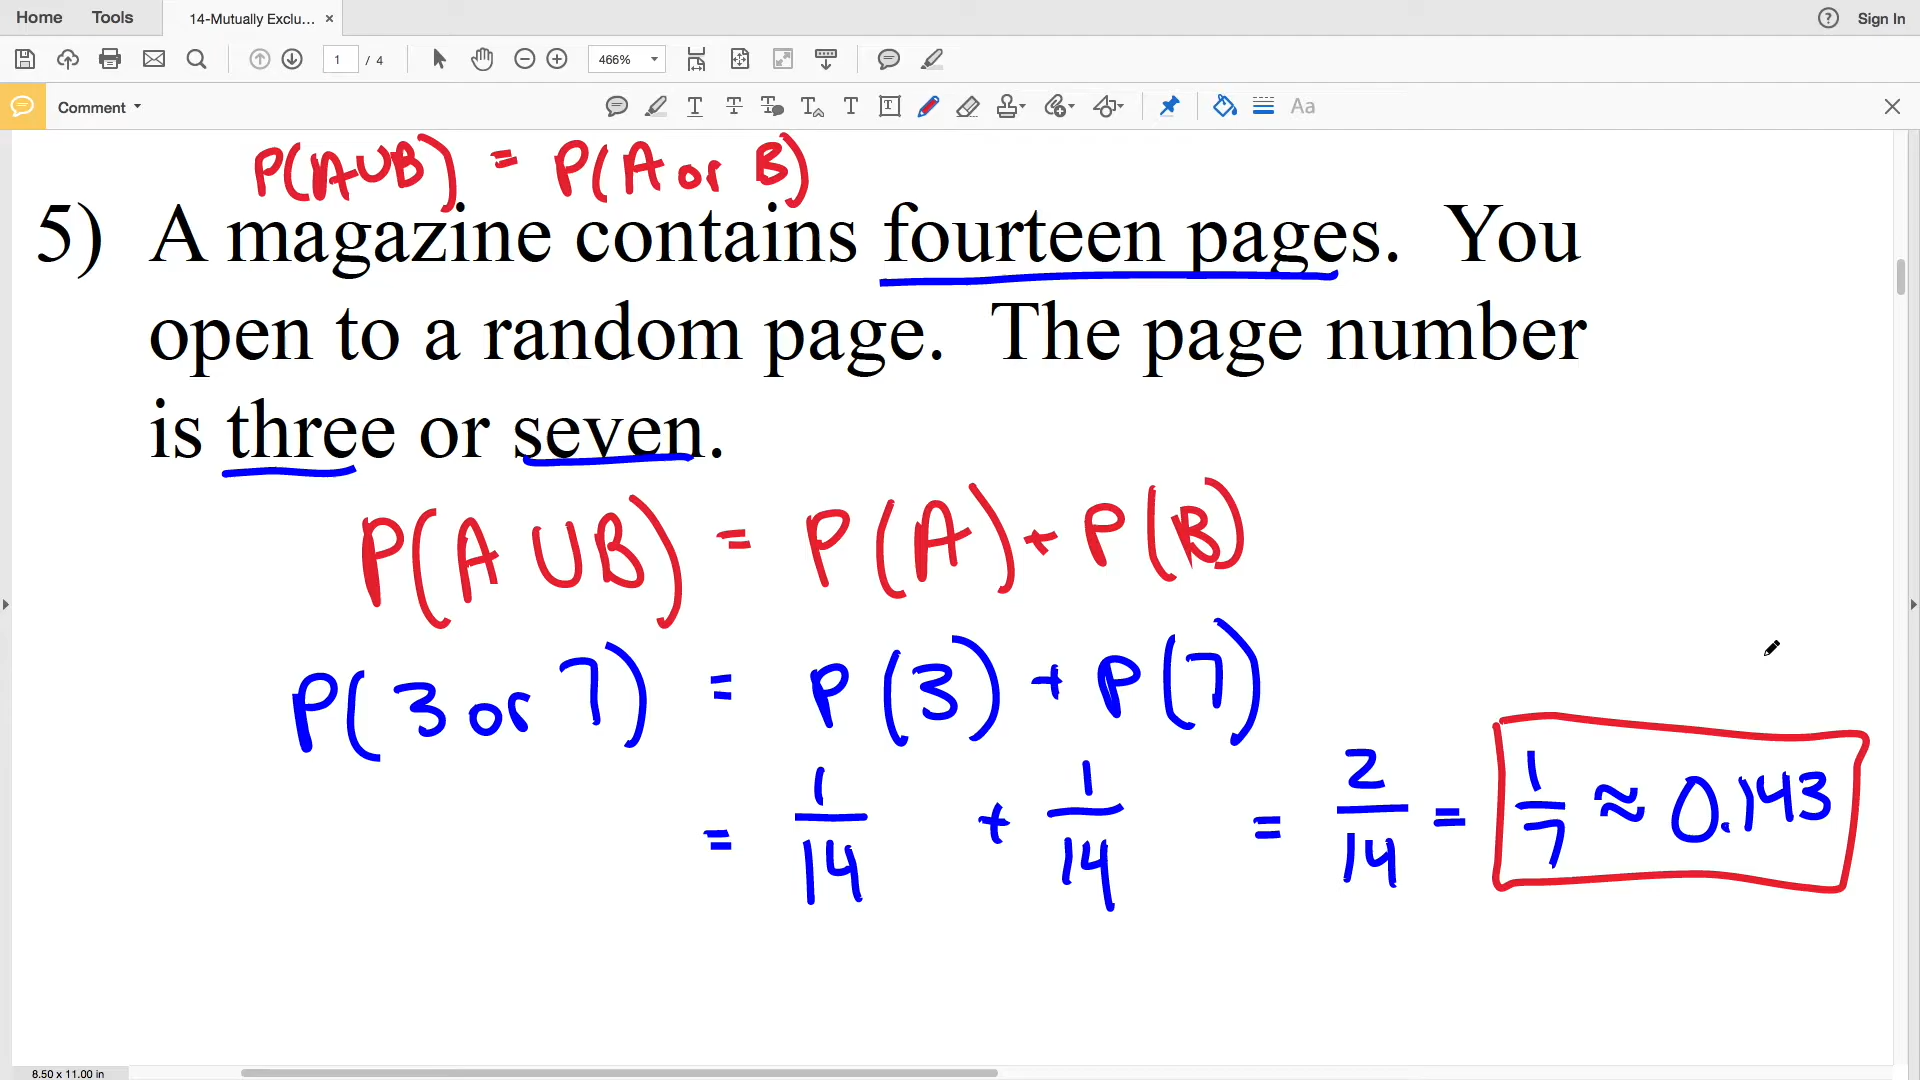 Home Tools 14-Mutually Exclu... × Sign In
1 / 4 466%
Comment Aa
P(A∪B) = P(A or B)
5) A magazine contains fourteen pages. You
open to a random page. The page number
is three or seven.
P(A ∪ B) = P(A) + P(B)
P(3 or 7) = P(3) + P(7)
= 1/14 + 1/14 = 2/14 = 1/7 ≈ 0.143
8.50 x 11.00 in